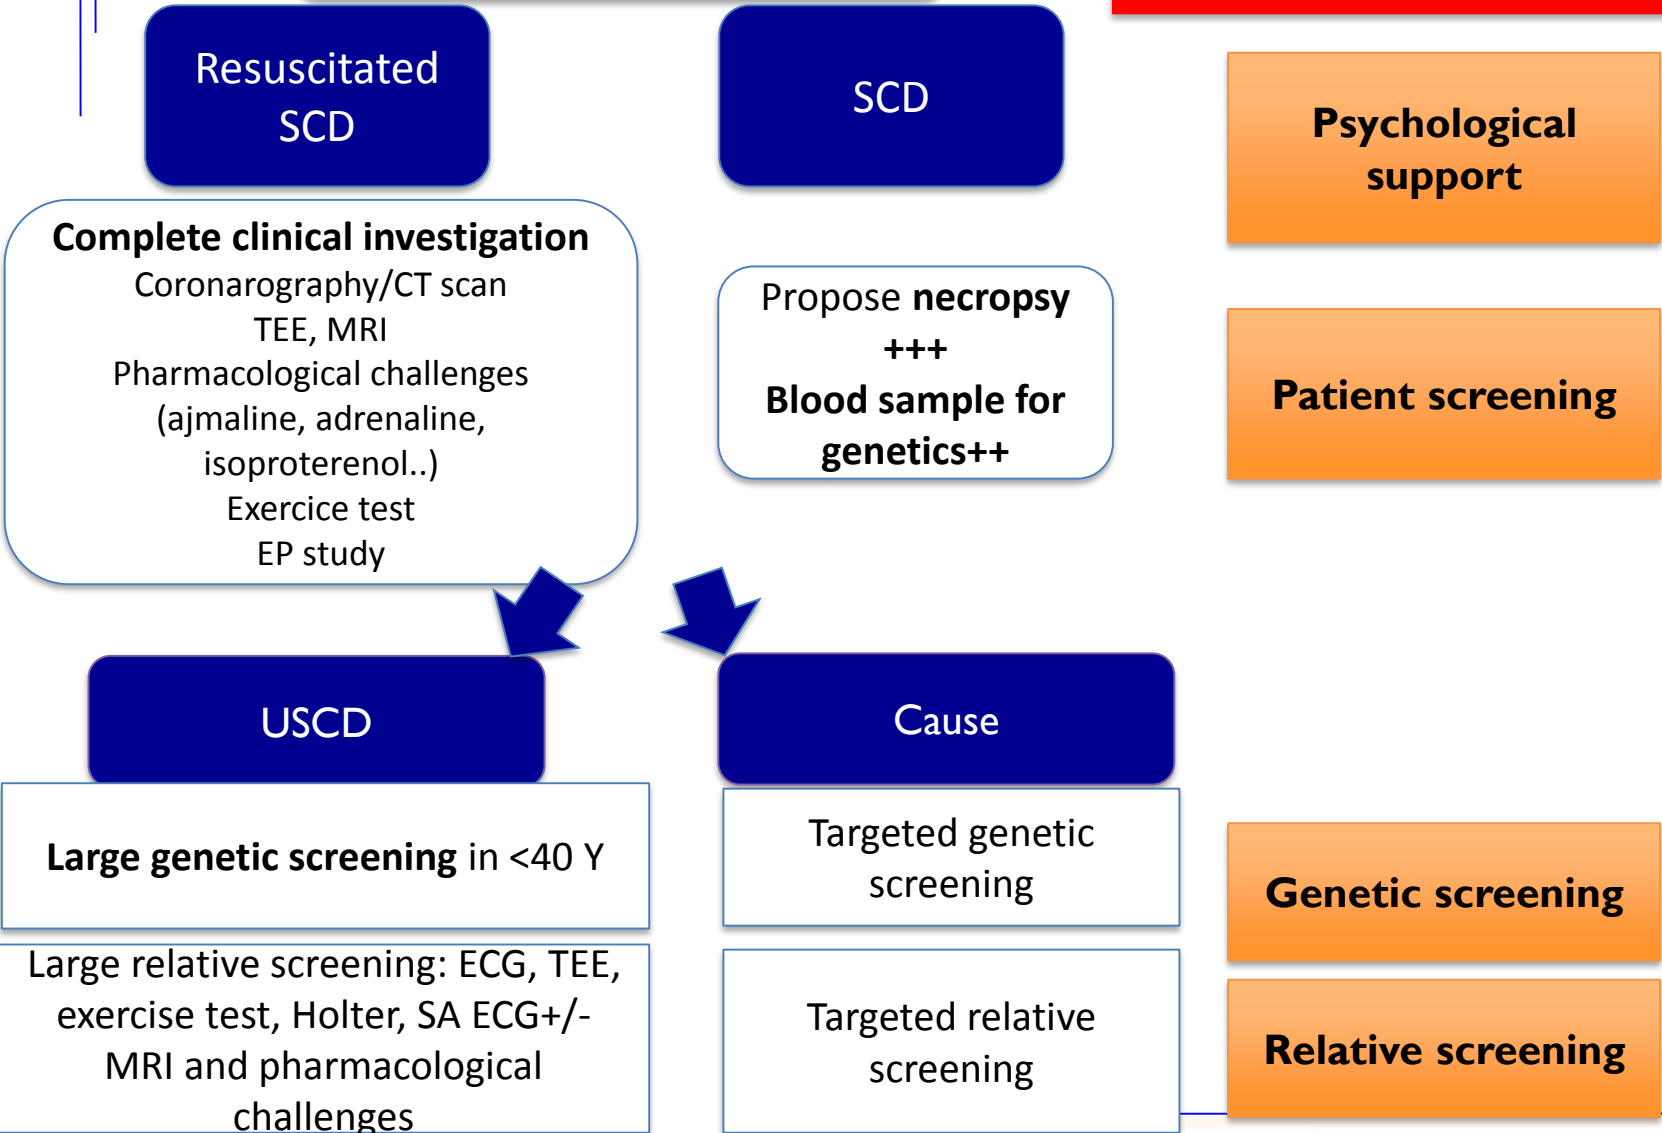 Resuscitated
SCD
SCD
Psychological
support
Complete clinical investigation
Coronarography/CT scan
TEE, MRI
Pharmacological challenges
(ajmaline, adrenaline,
isoproterenol..)
Exercice test
EP study
Propose necropsy
+++
Blood sample for
genetics++
Patient screening
USCD
Cause
Large genetic screening in <40 Y
Targeted genetic
screening
Genetic screening
Large relative screening: ECG, TEE,
exercise test, Holter, SA ECG+/-
MRI and pharmacological
challenges
Targeted relative
screening
Relative screening